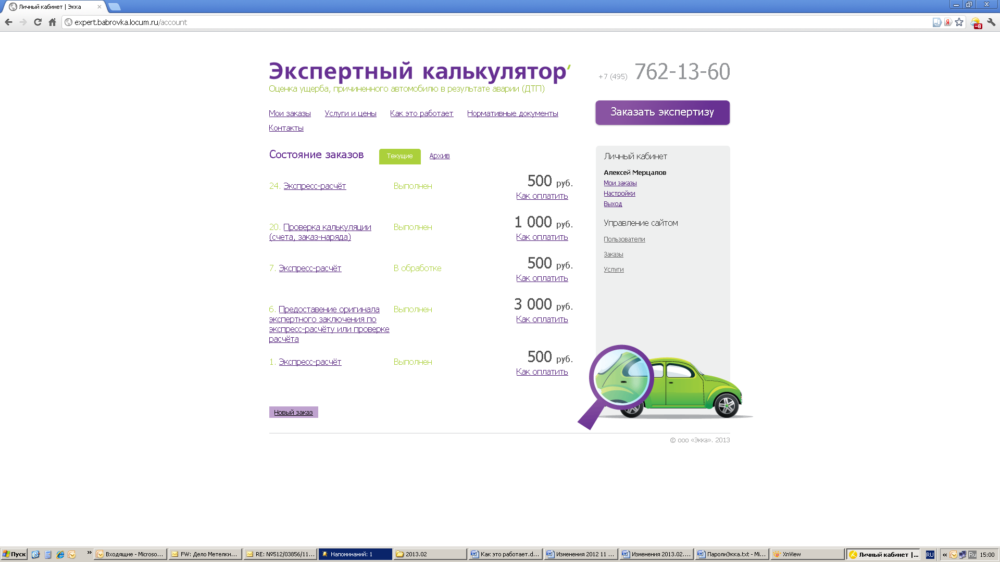 Личный кабинет | Экка
expert.babrovka.locum.ru/account
-8
Экспертный калькулятор'
Оценка ущерба, причиненного автомобилю в результате аварии (ДТП)
+7 (495) 762-13-60
Мои заказы Услуги и цены Как это работает Нормативные документы
Контакты
Заказать экспертизу
Состояние заказов Текущие Архив
24. Экспресс-расчёт Выполнен 500 руб.
Как оплатить
20. Проверка калькуляции Выполнен 1 000 руб.
(счета, заказ-наряда) Как оплатить
7. Экспресс-расчёт В обработке 500 руб.
Как оплатить
6. Предоставение оригинала Выполнен 3 000 руб.
экспертного заключения по Как оплатить
экспресс-расчёту или проверке
расчёта
1. Экспресс-расчёт Выполнен 500 руб.
Как оплатить
Новый заказ
Личный кабинет
Алексей Мерцалов
Мои заказы
Настройки
Выход
Управление сайтом
Пользователи
Заказы
Услуги
© ооо «Экка». 2013
Пуск » Входящие - Microso... FW: Дело Метелки... RE: №512/03856/11... Напоминаний: 1 2013.02 Как это работает.d... Изменения 2012 11 ... Изменения 2013.02.... ПаролиЭкка.txt - Mi... XnView Личный кабинет |... RU « Ru 15:00